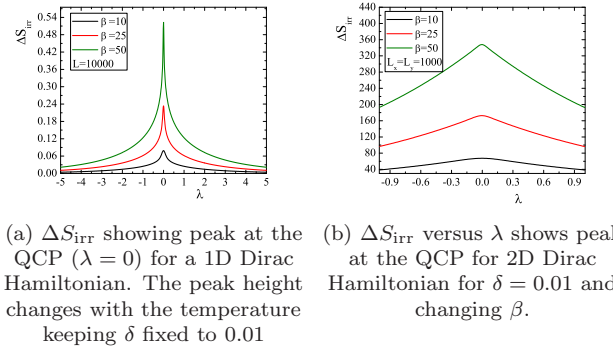 ΔS_irr
0.54
0.48
0.42
0.36
0.30
0.24
0.18
0.12
0.06
0.00
β=10
β=25
β=50
L=10000
-5 -4 -3 -2 -1 0 1 2 3 4 5
λ
ΔS_irr
440
400
360
320
280
240
200
160
120
80
40
β=10
β=25
β=50
L_x=L_y=1000
-0.9 -0.6 -0.3 0.0 0.3 0.6 0.9
λ
(a) ΔS_irr showing peak at the
QCP (λ = 0) for a 1D Dirac
Hamiltonian. The peak height
changes with the temperature
keeping δ fixed to 0.01
(b) ΔS_irr versus λ shows peak
at the QCP for 2D Dirac
Hamiltonian for δ = 0.01 and
changing β.